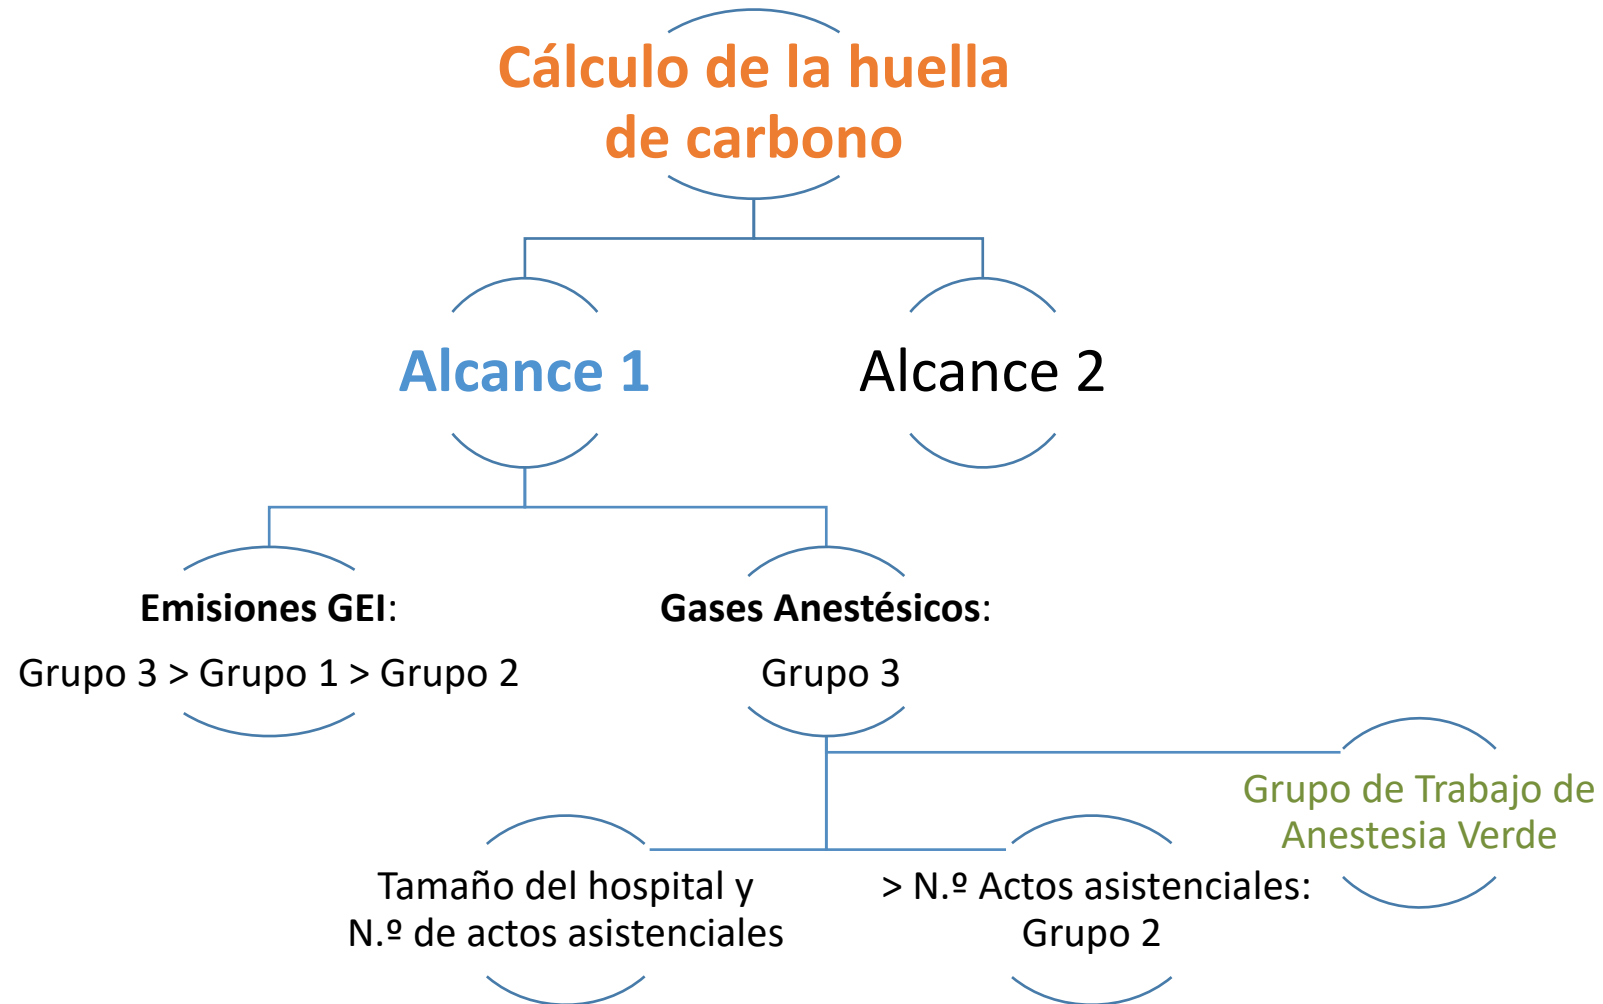 Cálculo de la huella
de carbono
Alcance 1
Alcance 2
Emisiones GEI:
Grupo 3 > Grupo 1 > Grupo 2
Gases Anestésicos:
Grupo 3
Grupo de Trabajo de
Anestesia Verde
Tamaño del hospital y
N.º de actos asistenciales
> N.º Actos asistenciales:
Grupo 2